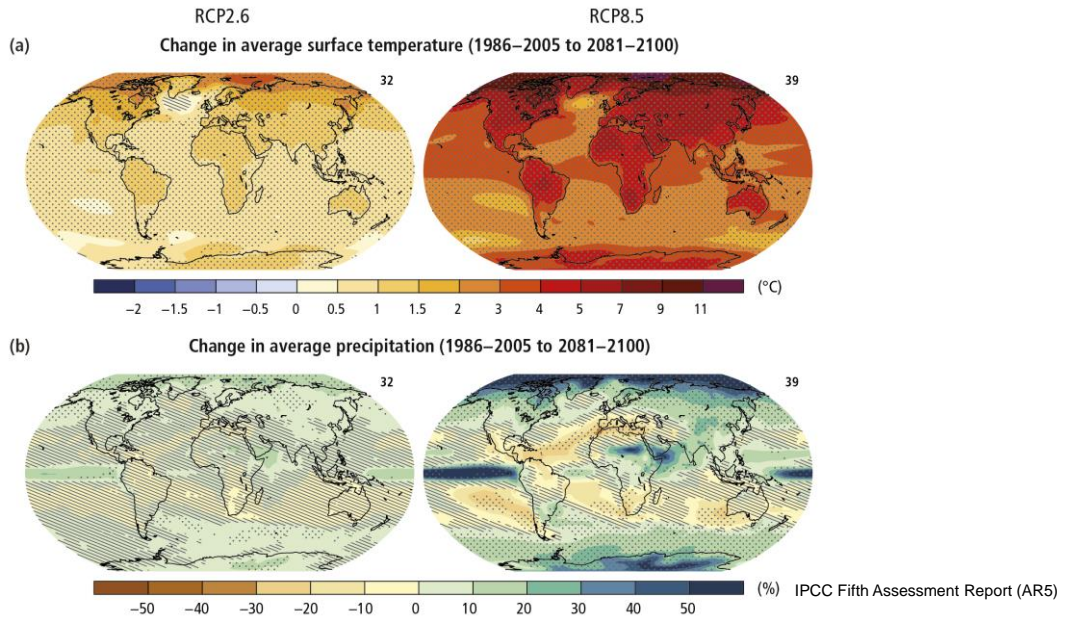 RCP2.6 RCP8.5
(a) Change in average surface temperature (1986–2005 to 2081–2100)
32 39
(°C)
−2 −1.5 −1 −0.5 0 0.5 1 1.5 2 3 4 5 7 9 11
(b) Change in average precipitation (1986–2005 to 2081–2100)
32 39
(%) IPCC Fifth Assessment Report (AR5)
−50 −40 −30 −20 −10 0 10 20 30 40 50